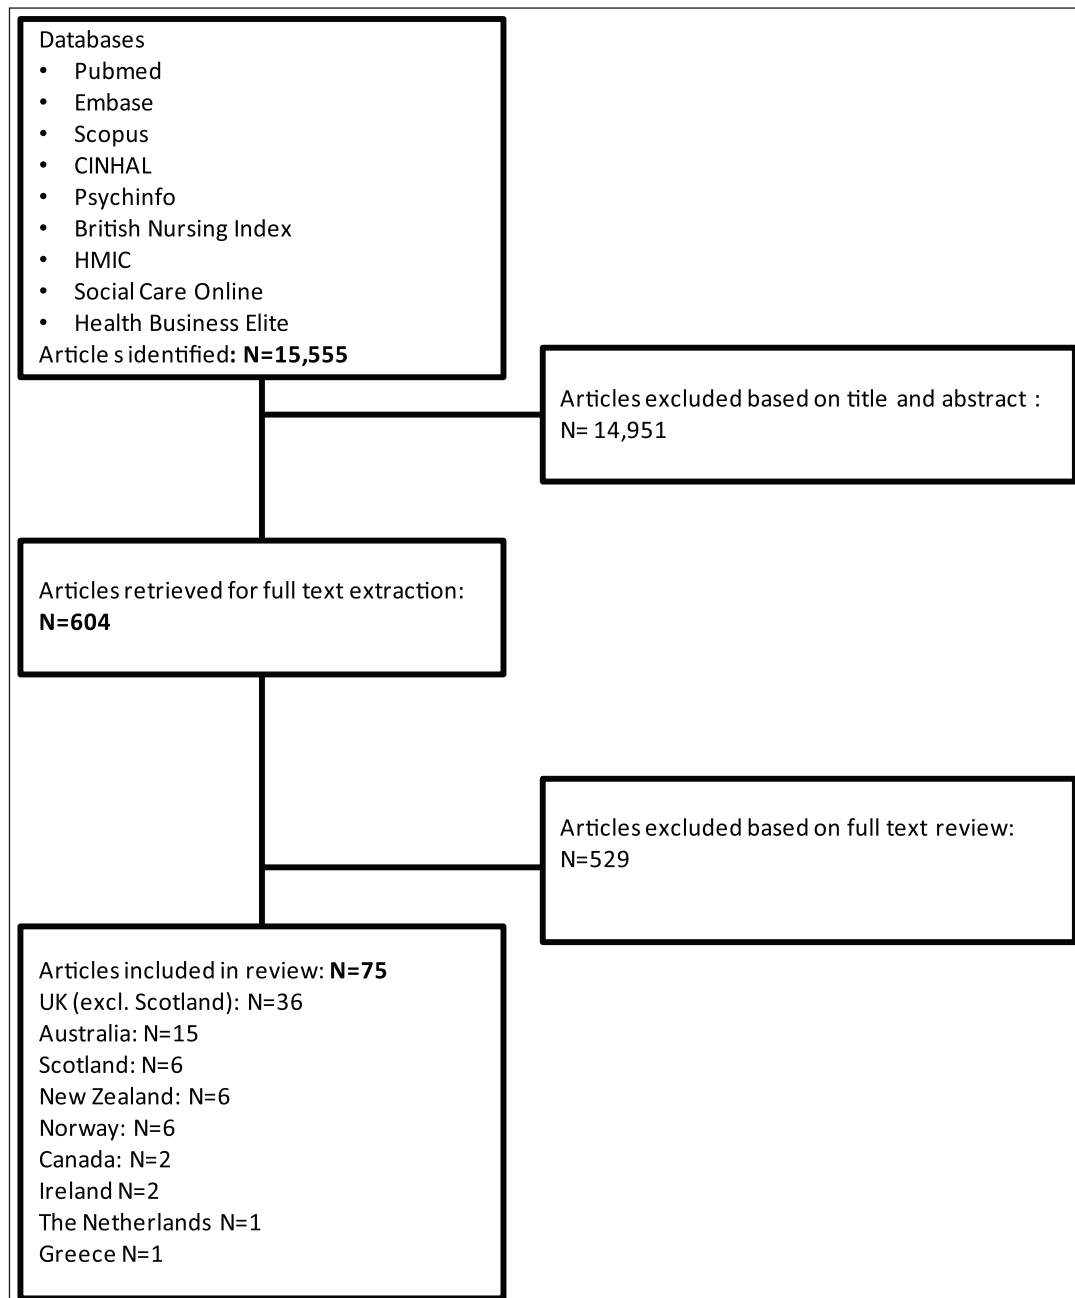 Databases
• Pubmed
• Embase
• Scopus
• CINHAL
• Psychinfo
• British Nursing Index
• HMIC
• Social Care Online
• Health Business Elite
Article s identified: N=15,555
Articles excluded based on title and abstract :
N= 14,951
Articles retrieved for full text extraction:
N=604
Articles excluded based on full text review:
N=529
Articles included in review: N=75
UK (excl. Scotland): N=36
Australia: N=15
Scotland: N=6
New Zealand: N=6
Norway: N=6
Canada: N=2
Ireland N=2
The Netherlands N=1
Greece N=1